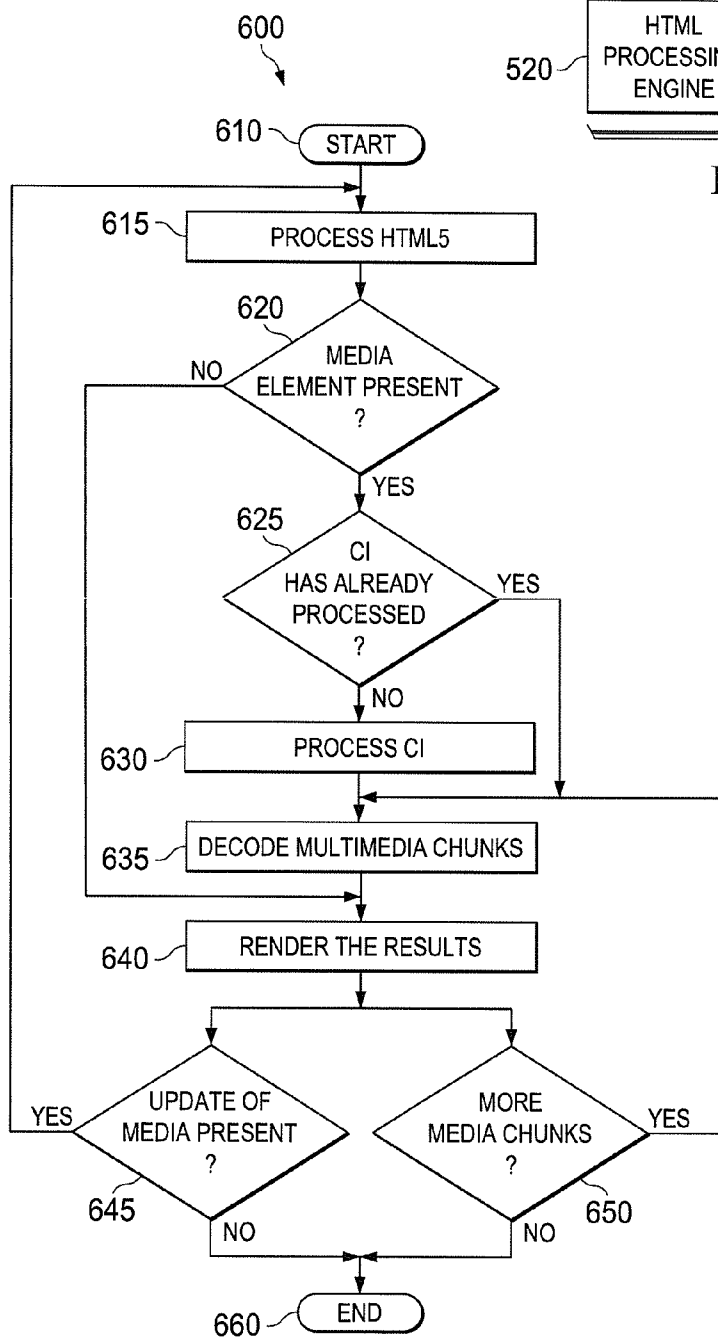 600
520
HTML
PROCESSIN
ENGINE
610
START
615
PROCESS HTML5
620
NO
MEDIA
ELEMENT PRESENT
?
YES
625
CI
HAS ALREADY
PROCESSED
?
YES
NO
630
PROCESS CI
635
DECODE MULTIMEDIA CHUNKS
640
RENDER THE RESULTS
YES
UPDATE OF
MEDIA PRESENT
?
645
NO
MORE
MEDIA CHUNKS
?
YES
650
NO
660
END